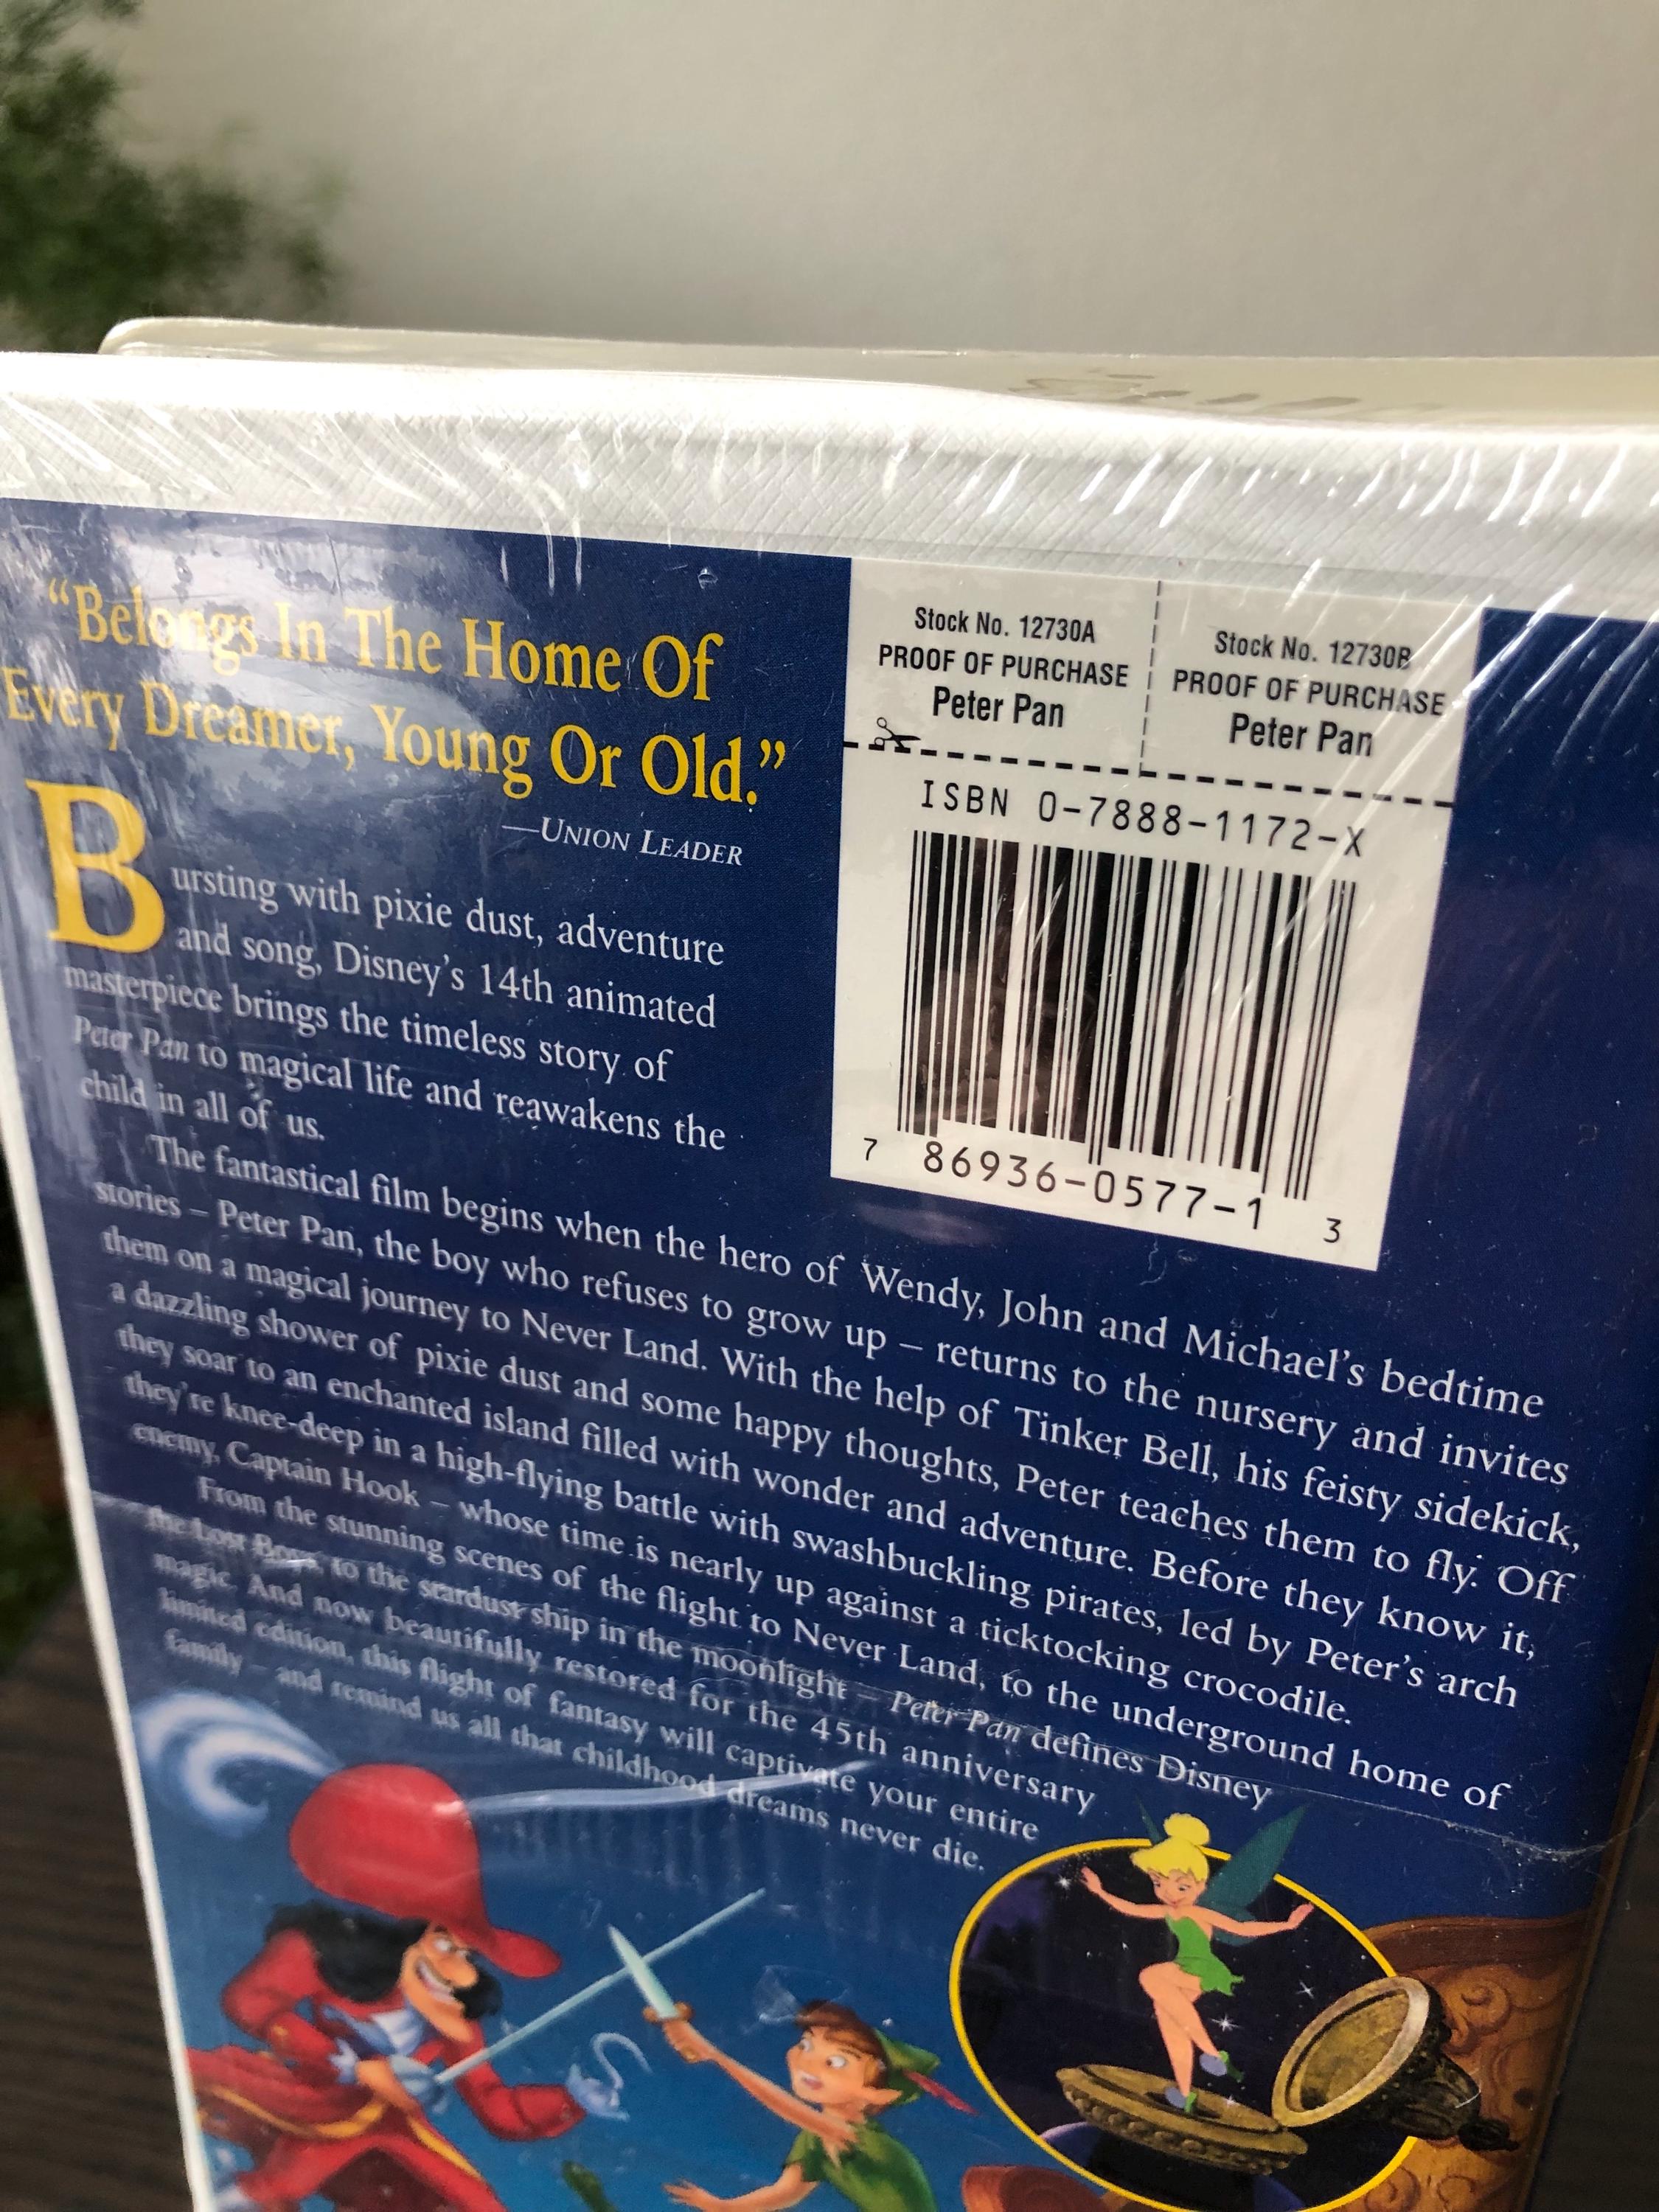 “Belongs In The Home Of
Every Dreamer, Young Or Old.”
—UNION LEADER
Bursting with pixie dust, adventure
and song, Disney’s 14th animated
masterpiece brings the timeless story of
Peter Pan to magical life and reawakens the
child in all of us.
Stock No. 12730A
PROOF OF PURCHASE
Peter Pan
Stock No. 12730B
PROOF OF PURCHASE
Peter Pan
ISBN 0-7888-1172-X
7 86936-0577-1 3
The fantastical film begins when the hero of Wendy, John and Michael’s bedtime
stories – Peter Pan, the boy who refuses to grow up – returns to the nursery and invites
them on a magical journey to Never Land. With the help of Tinker Bell, his feisty sidekick,
a dazzling shower of pixie dust and some happy thoughts, Peter teaches them to fly. Off
they soar to an enchanted island filled with wonder and adventure. Before they know it,
they’re knee-deep in a high-flying battle with swashbuckling pirates, led by Peter’s arch
enemy, Captain Hook – whose time is nearly up against a ticktocking crocodile.
From the stunning scenes of the flight to Never Land, to the underground home of
the Lost Boys, to the stardust ship in the moonlight – Peter Pan defines Disney
magic. And now beautifully restored for the 45th anniversary
limited edition, this flight of fantasy will captivate your entire
family – and remind us all that childhood dreams never die.